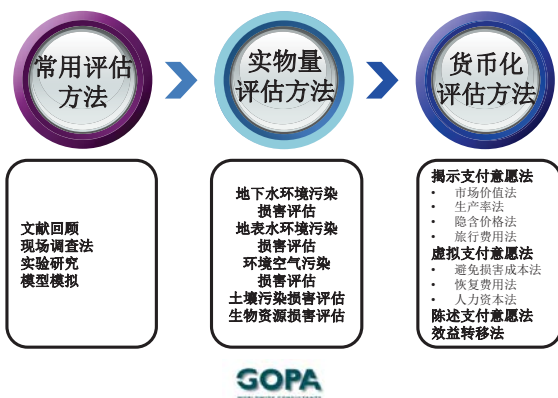 常用评估
方法
实物量
评估方法
货币化
评估方法
文献回顾
现场调查法
实验研究
模型模拟
地下水环境污染
损害评估
地表水环境污染
损害评估
环境空气污染
损害评估
土壤污染损害评估
生物资源损害评估
揭示支付意愿法
• 市场价值法
• 生产率法
• 隐含价格法
• 旅行费用法
虚拟支付意愿法
• 避免损害成本法
• 恢复费用法
• 人力资本法
陈述支付意愿法
效益转移法
GOPA